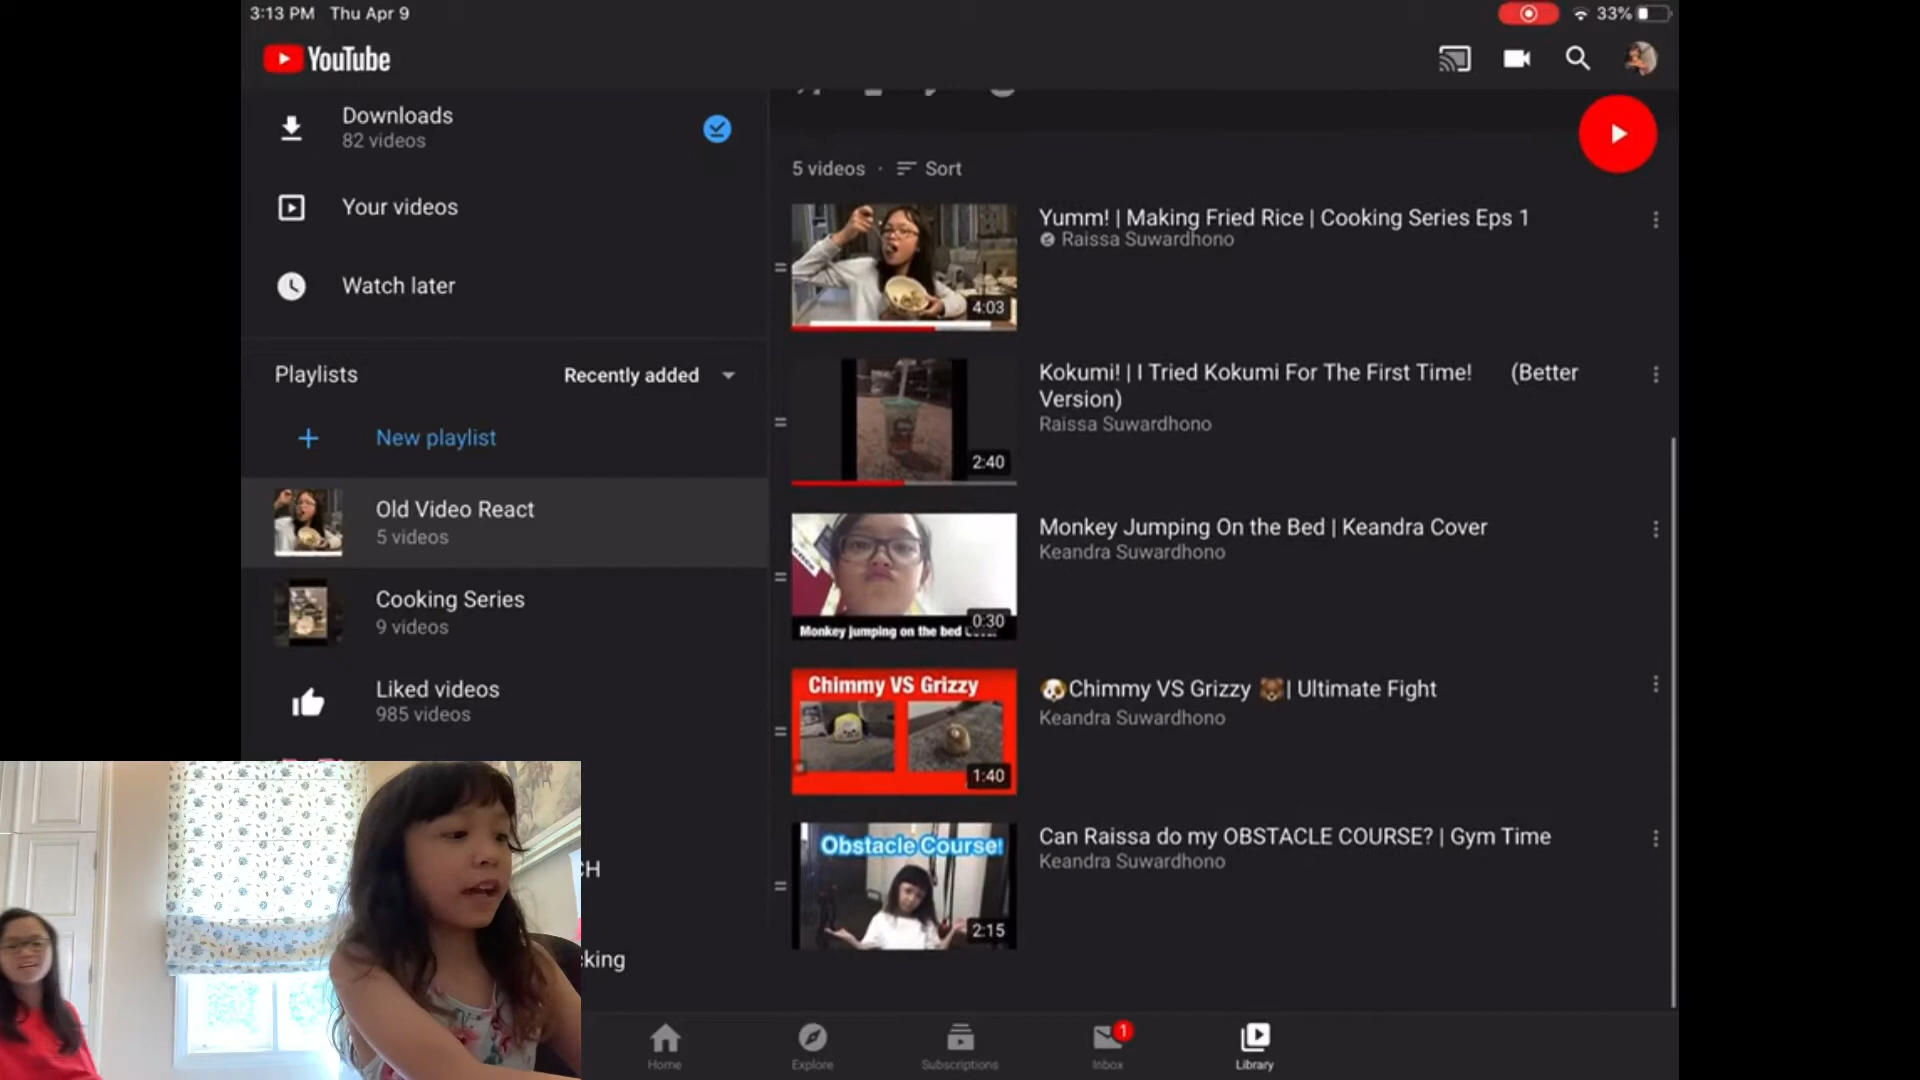 3:13 PM Thu Apr 9
33%
YouTube
Downloads
82 videos
Your videos
Watch later
Playlists
Recently added
New playlist
Old Video React
5 videos
Cooking Series
9 videos
Liked videos
985 videos
5 videos · Sort
Yumm! | Making Fried Rice | Cooking Series Eps 1
Raissa Suwardhono
4:03
Kokumi! | I Tried Kokumi For The First Time! (Better
Version)
Raissa Suwardhono
2:40
Monkey Jumping On the Bed | Keandra Cover
Keandra Suwardhono
0:30
Monkey jumping on the bed
Chimmy VS Grizzy
🐶Chimmy VS Grizzy 🐻| Ultimate Fight
Keandra Suwardhono
1:40
Obstacle Course!
Can Raissa do my OBSTACLE COURSE? | Gym Time
Keandra Suwardhono
2:15
Home
Explore
Subscriptions
1
Inbox
Library